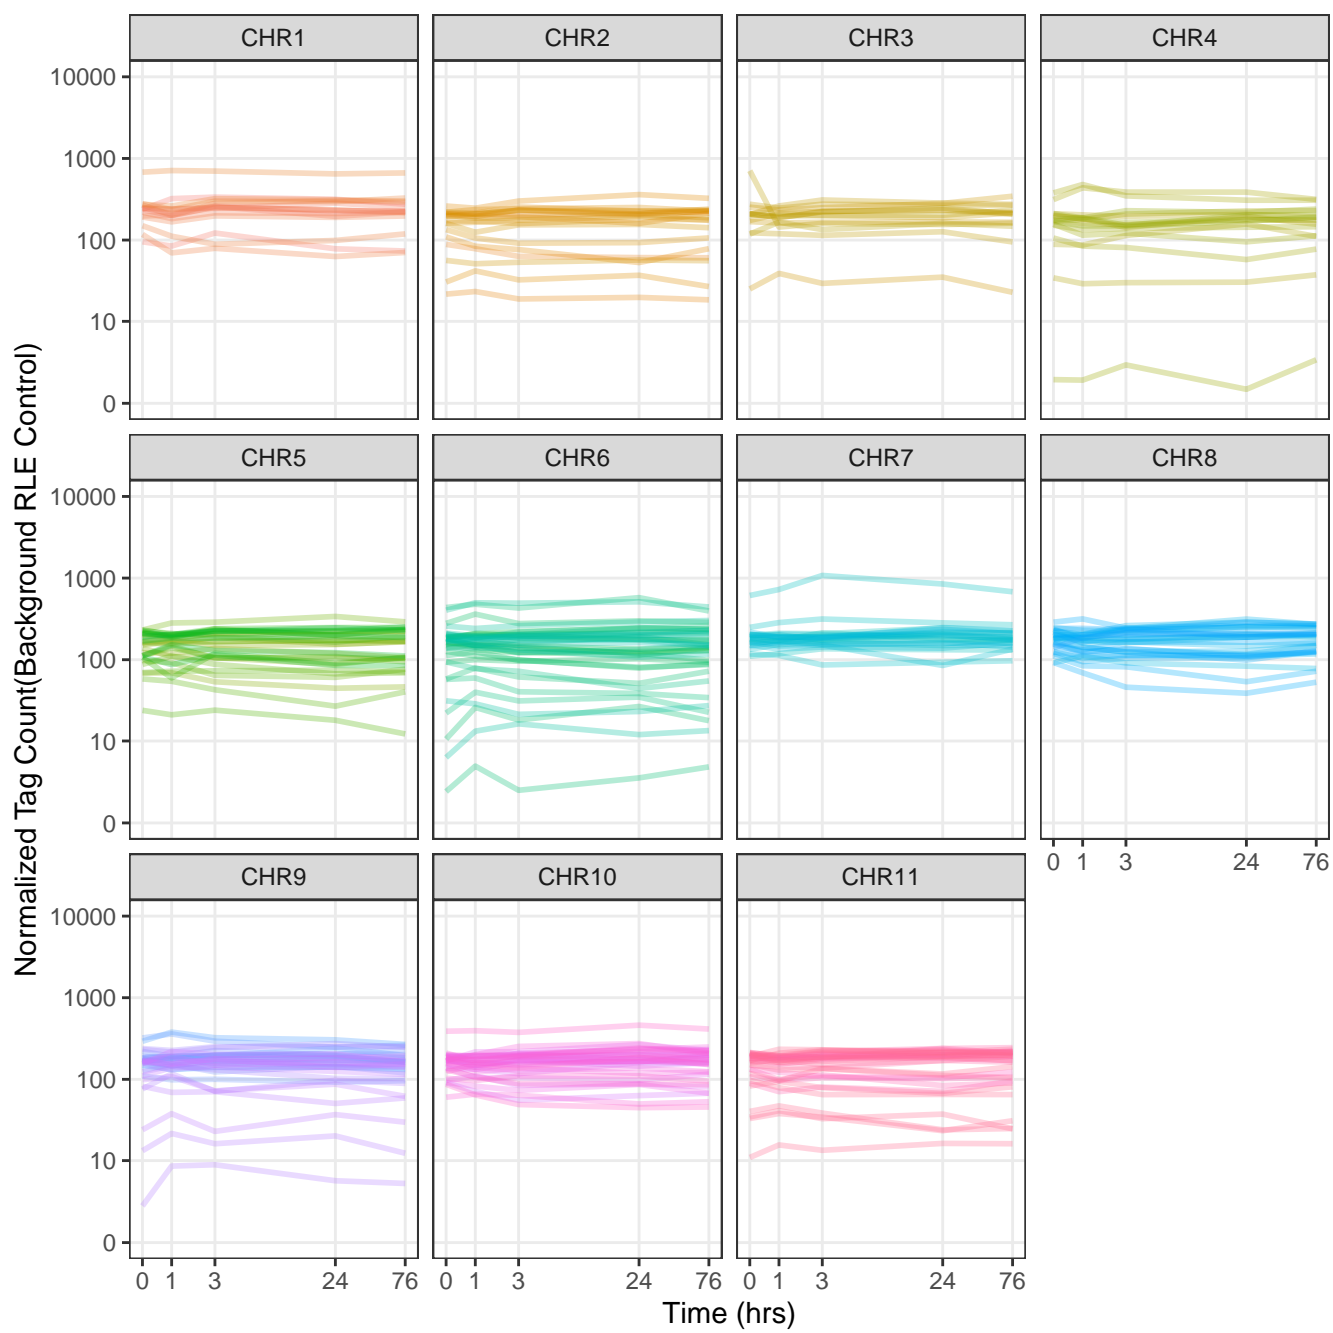 CHR1 CHR2 CHR3 CHR4
10000
1000
100
10
0
CHR5 CHR6 CHR7 CHR8
10000
1000
100
10
0
0 1 3 24 76
CHR9 CHR10 CHR11
10000
1000
100
10
0
0 1 3 24 76 0 1 3 24 76 0 1 3 24 76
Time (hrs)
Normalized Tag Count(Background RLE Control)